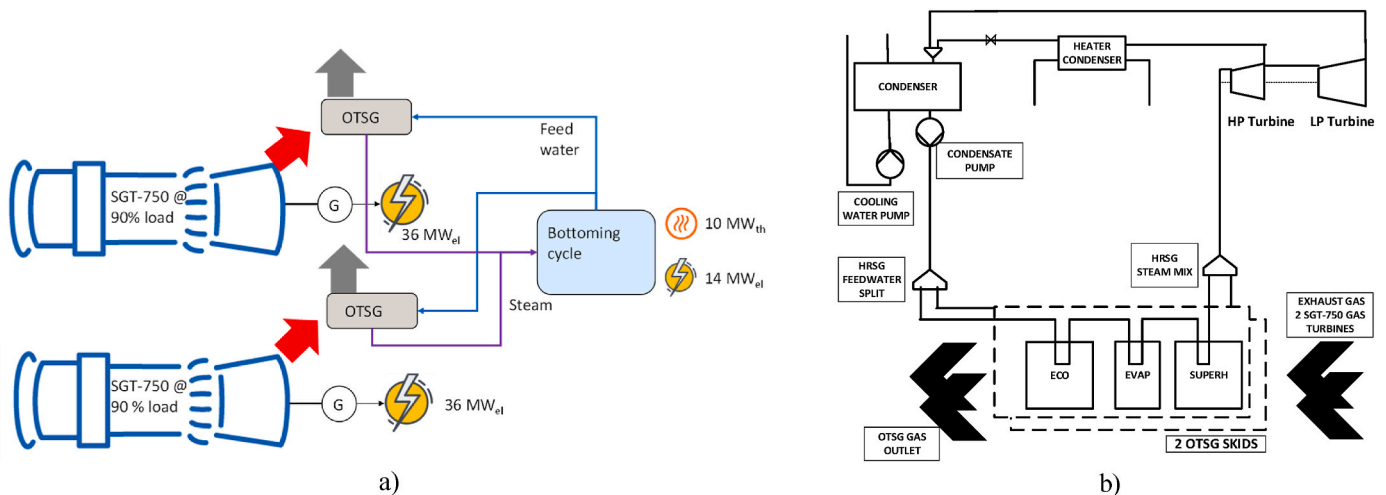 OTSG
Feed
water
SGT-750 @
90% load
G
36 MWel
Bottoming
cycle
10 MWth
14 MWel
OTSG
Steam
SGT-750 @
90 % load
G
36 MWel
a)
HEATER
CONDENSER
CONDENSER
HP Turbine
LP Turbine
CONDENSATE
PUMP
COOLING
WATER PUMP
HRSG
FEEDWATER
SPLIT
HRSG
STEAM MIX
EXHAUST GAS
2 SGT-750 GAS
TURBINES
ECO
EVAP
SUPERH
OTSG GAS
OUTLET
2 OTSG SKIDS
b)